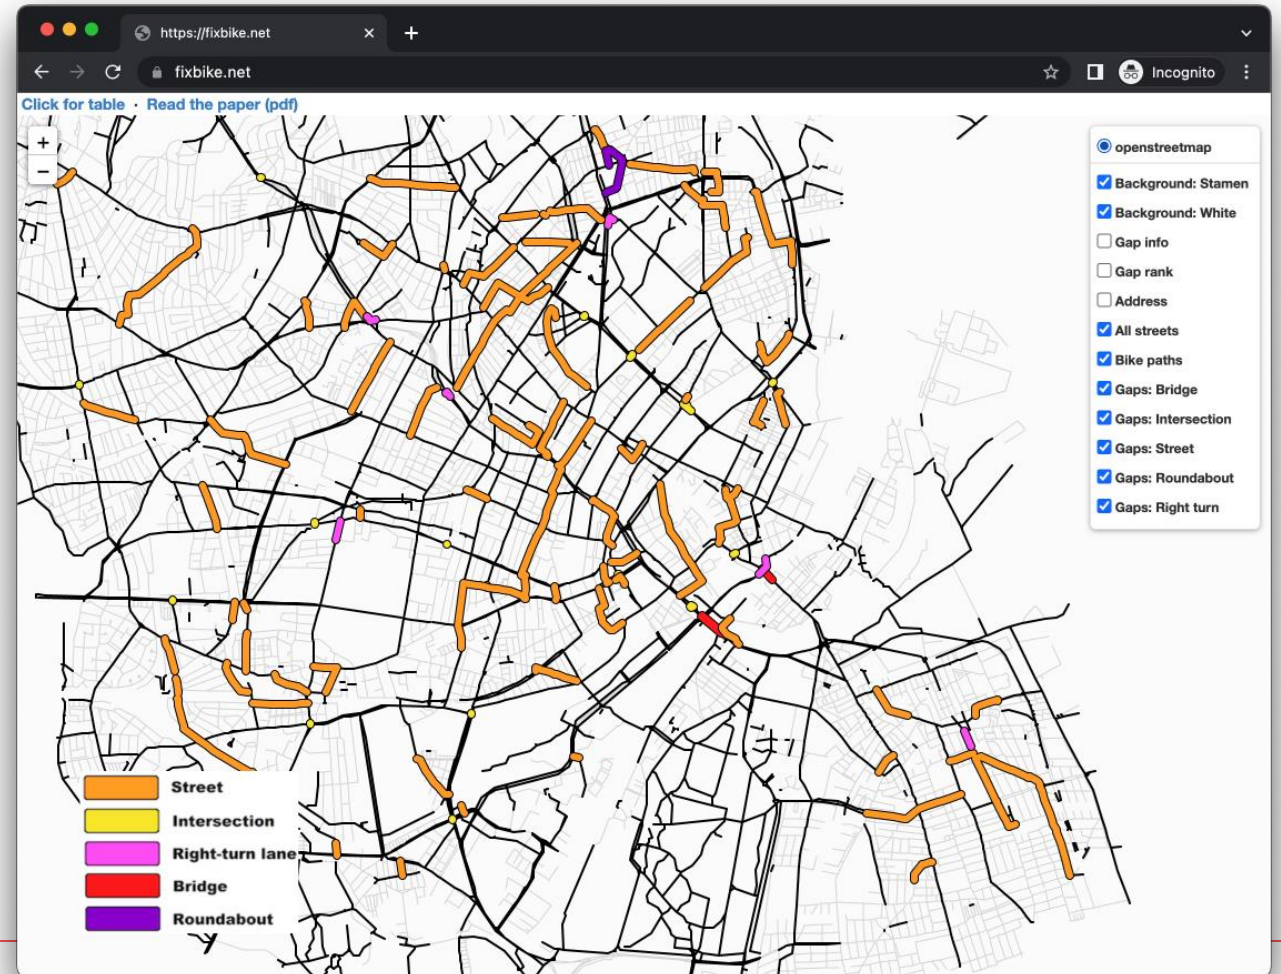 https://fixbike.net
fixbike.net
Incognito
Click for table · Read the paper (pdf)
+
−
openstreetmap
Background: Stamen
Background: White
Gap info
Gap rank
Address
All streets
Bike paths
Gaps: Bridge
Gaps: Intersection
Gaps: Street
Gaps: Roundabout
Gaps: Right turn
Street
Intersection
Right-turn lane
Bridge
Roundabout